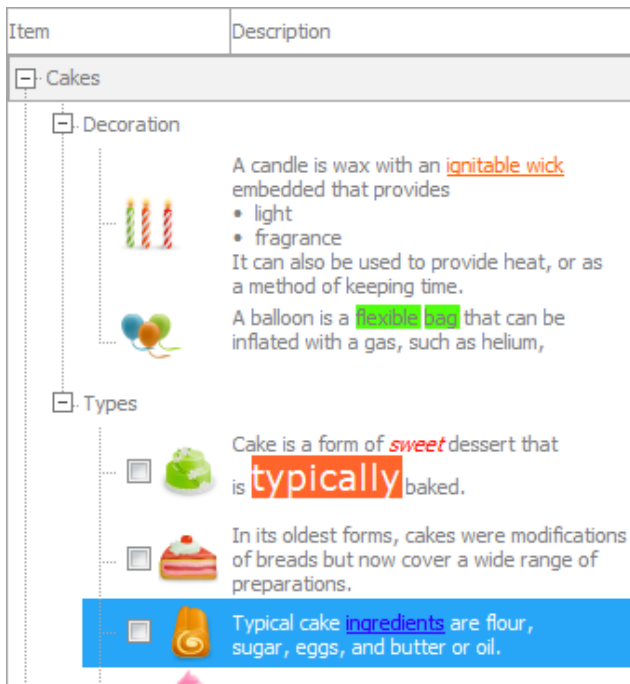 Item Description
Cakes
Decoration
A candle is wax with an ignitable wick
embedded that provides
• light
• fragrance
It can also be used to provide heat, or as
a method of keeping time.
A balloon is a flexible bag that can be
inflated with a gas, such as helium,
Types
Cake is a form of sweet dessert that
is typically baked.
In its oldest forms, cakes were modifications
of breads but now cover a wide range of
preparations.
Typical cake ingredients are flour,
sugar, eggs, and butter or oil.